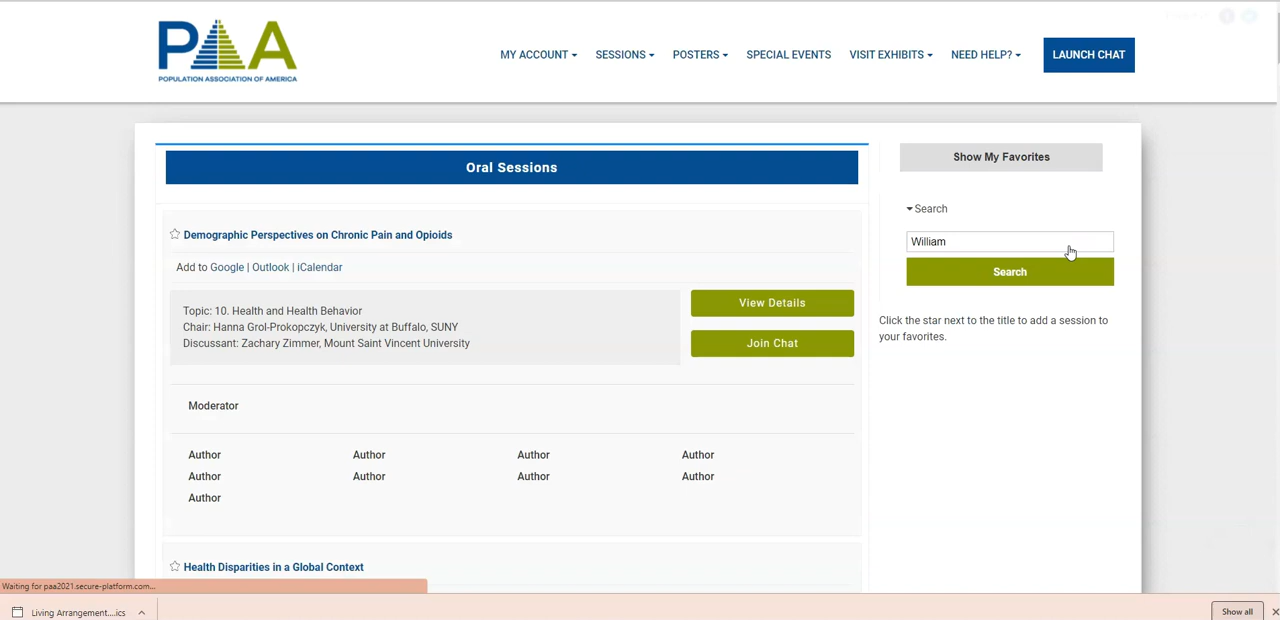 PAA
POPULATION ASSOCIATION OF AMERICA
MY ACCOUNT SESSIONS POSTERS SPECIAL EVENTS VISIT EXHIBITS NEED HELP? LAUNCH CHAT
Oral Sessions
Demographic Perspectives on Chronic Pain and Opioids
Add to Google | Outlook | iCalendar
Topic: 10. Health and Health Behavior
Chair: Hanna Grol-Prokopczyk, University at Buffalo, SUNY
Discussant: Zachary Zimmer, Mount Saint Vincent University
View Details
Join Chat
Moderator
Author Author Author Author
Author Author Author Author
Author
Health Disparities in a Global Context
Show My Favorites
Search
William
Search
Click the star next to the title to add a session to
your favorites.
Waiting for paa2021.secure-platform.com...
Living Arrangement....ics
Show all